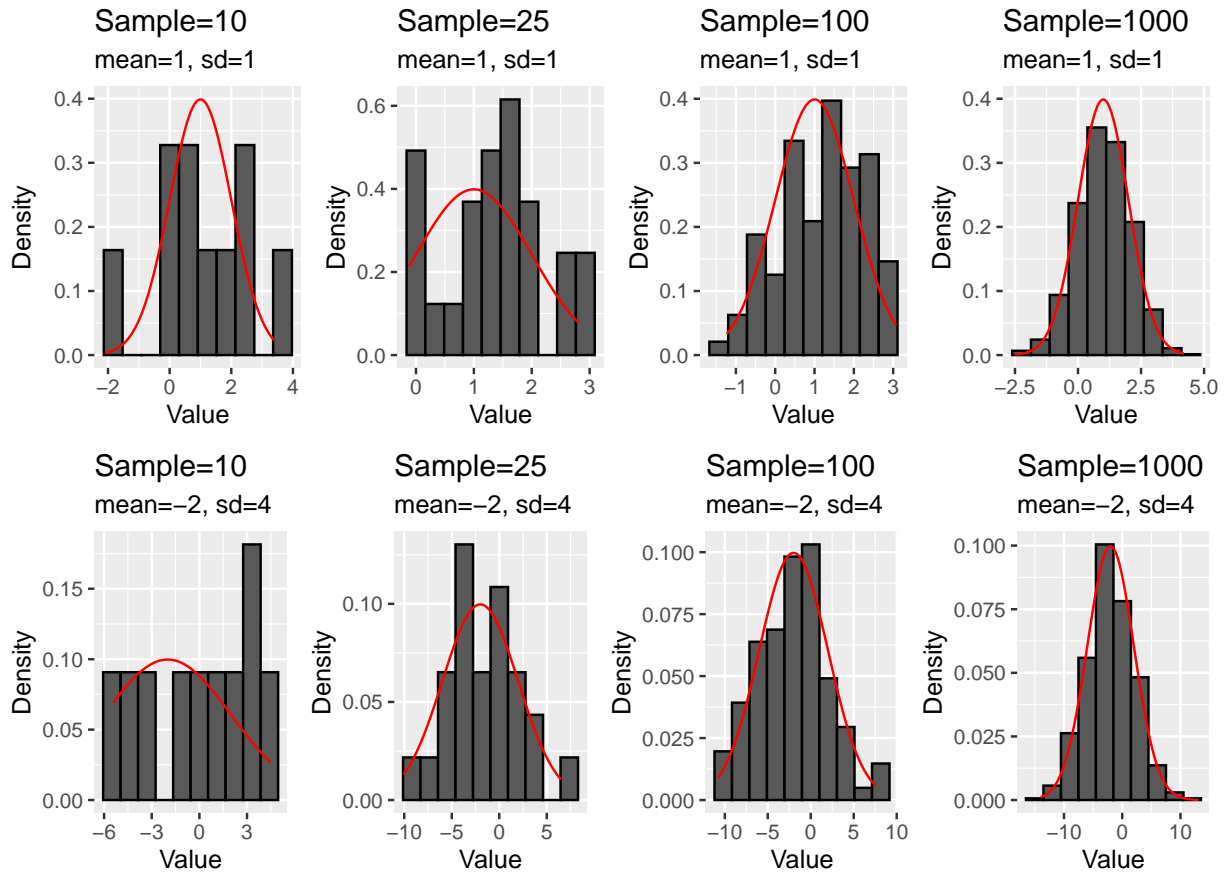 Sample=10
mean=1, sd=1
0.4
0.3
0.2
0.1
0.0
Density
−2 0 2 4
Value
Sample=25
mean=1, sd=1
0.6
0.4
0.2
0.0
Density
0 1 2 3
Value
Sample=100
mean=1, sd=1
0.4
0.3
0.2
0.1
0.0
Density
−1 0 1 2 3
Value
Sample=1000
mean=1, sd=1
0.4
0.3
0.2
0.1
0.0
Density
−2.5 0.0 2.5 5.0
Value
Sample=10
mean=−2, sd=4
0.15
0.10
0.05
0.00
Density
−6 −3 0 3
Value
Sample=25
mean=−2, sd=4
0.10
0.05
0.00
Density
−10 −5 0 5
Value
Sample=100
mean=−2, sd=4
0.100
0.075
0.050
0.025
0.000
Density
−10 −5 0 5 10
Value
Sample=1000
mean=−2, sd=4
0.100
0.075
0.050
0.025
0.000
Density
−10 0 10
Value